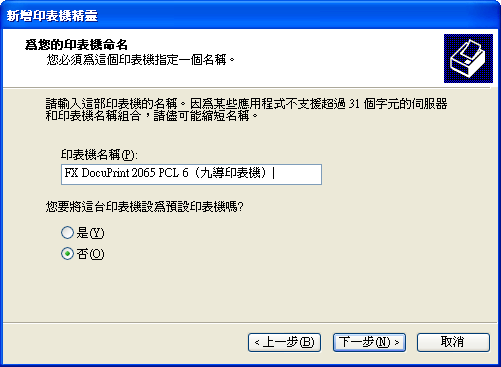 新增印表機精靈
為您的印表機命名
您必須為這個印表機指定一個名稱。
請輸入這部印表機的名稱。因為某些應用程式不支援超過 31 個字元的伺服器
和印表機名稱組合，請儘可能縮短名稱。
印表機名稱(P):
FX DocuPrint 2065 PCL 6（九導印表機）
您要將這台印表機設為預設印表機嗎?
是(Y)
否(O)
< 上一步(B)
下一步(N) >
取消